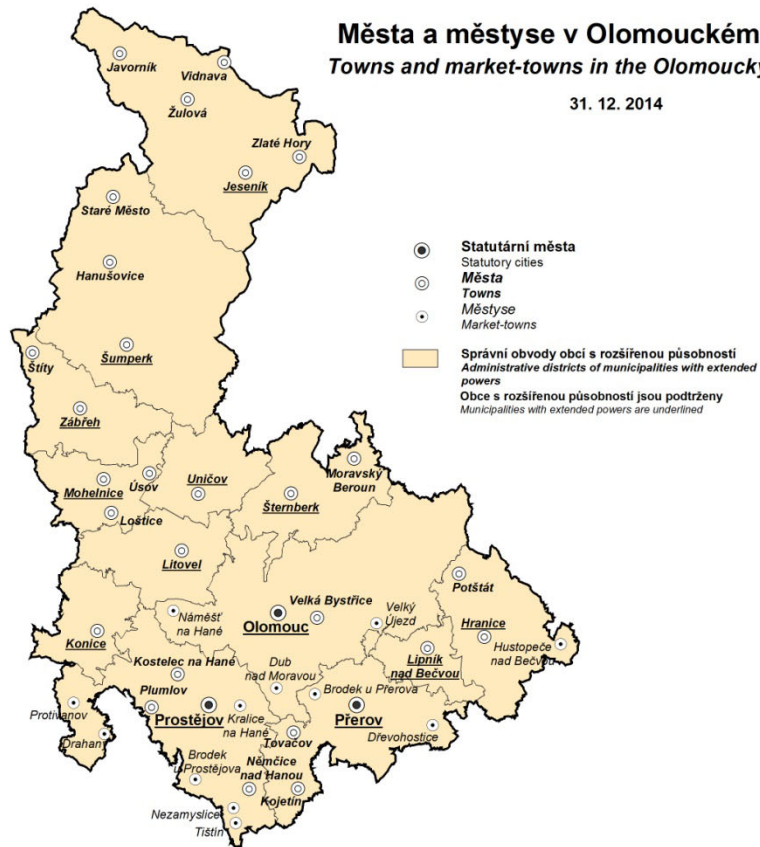 Města a městyse v Olomouckém
Towns and market-towns in the Olomoucky
31. 12. 2014
Javorník
Vidnava
Žulová
Zlaté Hory
Jeseník
Staré Město
Statutární města
Statutory cities
Hanušovice
Města
Towns
Městyse
Market-towns
Šumperk
Štíty
Správní obvody obcí s rozšířenou působností
Administrative districts of municipalities with extended
powers
Obce s rozšířenou působností jsou podtrženy
Municipalities with extended powers are underlined
Zábřeh
Moravský
Beroun
Mohelnice
Úsov
Uničov
Šternberk
Loštice
Litovel
Potštát
Velká Bystřice
Náměšť
na Hané
Olomouc
Velký
Újezd
Hranice
Konice
Hustopeče
nad Bečvou
Lipník
nad Bečvou
Kostelec na Hané
Dub
nad Moravou
Plumlov
Brodek u Přerova
Protivanov
Prostějov
Kralice
na Hané
Přerov
Drahany
Tovačov
Dřevohostice
Brodek
u Prostějova
Němčice
nad Hanou
Kojetín
Nezamyslice
Tištín